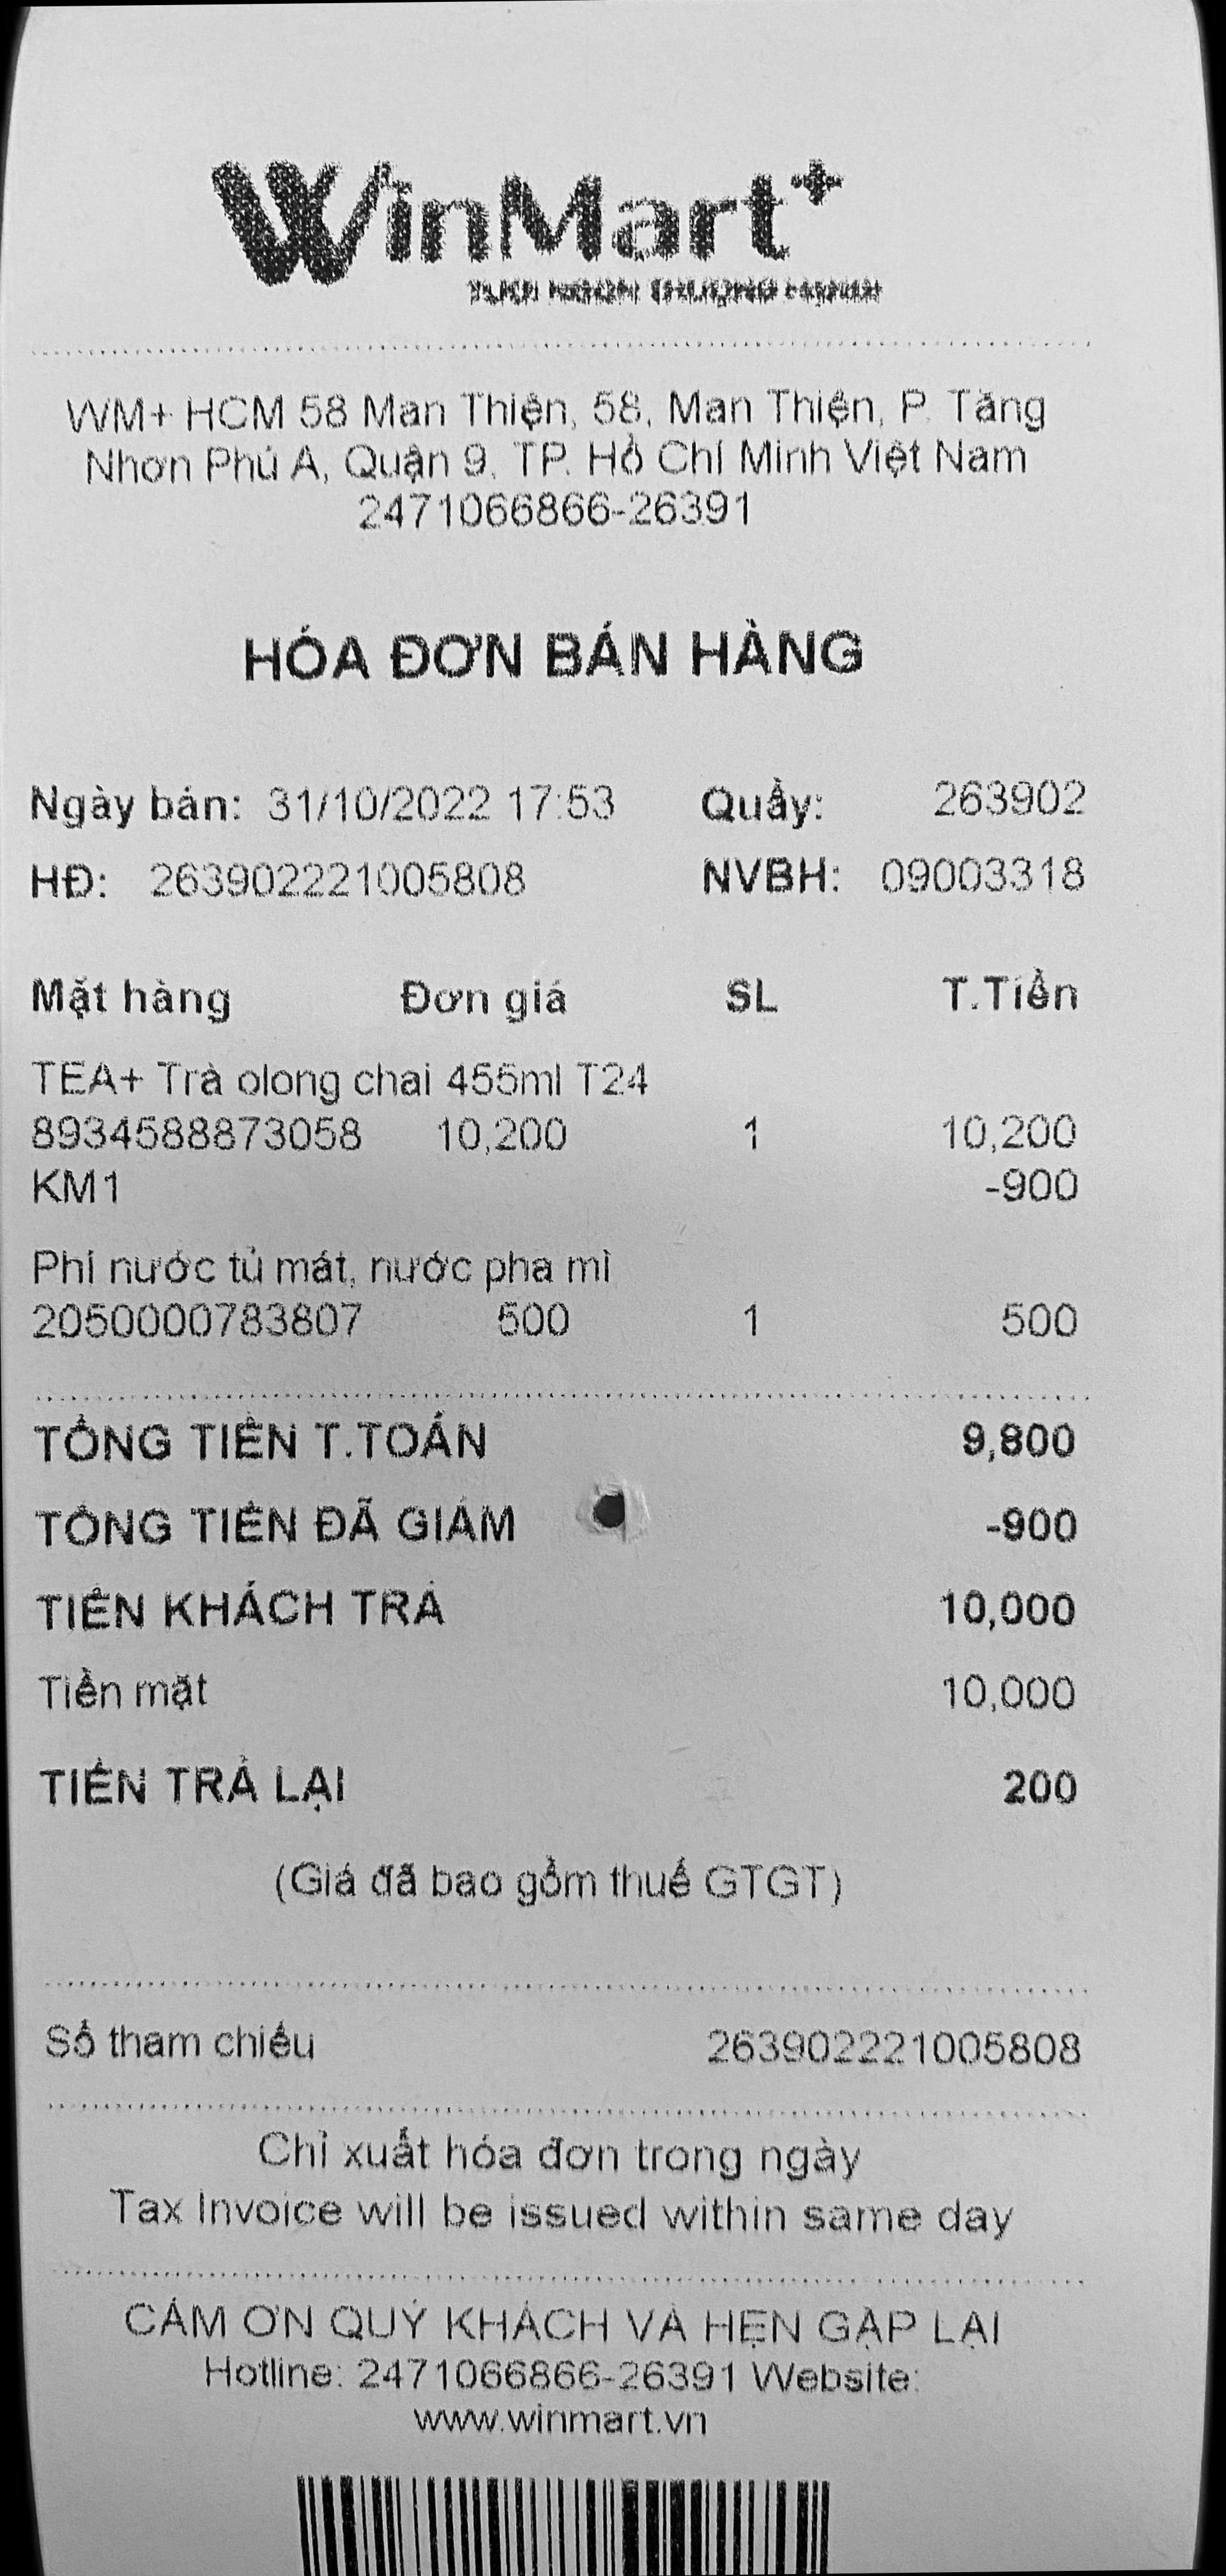 WinMart+
WM+ HCM 58 Man Thiện, 58, Man Thiện, P. Tăng
Nhơn Phú A, Quận 9, TP. Hồ Chí Minh Việt Nam
2471066866-26391
HÓA ĐƠN BÁN HÀNG
Ngày bán: 31/10/2022 17:53 Quầy: 263902
HĐ: 263902221005808 NVBH: 09003318
Mặt hàng Đơn giá SL T.Tiền
TEA+ Trà olong chai 455ml T24
8934588873058 10,200 1 10,200
KM1 -900
Phí nước tủ mát, nước pha mì
2050000783807 500 1 500
TỔNG TIỀN T.TOÁN 9,800
TỔNG TIỀN ĐÃ GIẢM -900
TIỀN KHÁCH TRẢ 10,000
Tiền mặt 10,000
TIỀN TRẢ LẠI 200
(Giá đã bao gồm thuế GTGT)
Số tham chiếu 263902221005808
Chỉ xuất hóa đơn trong ngày
Tax Invoice will be issued within same day
CẢM ƠN QUÝ KHÁCH VÀ HẸN GẶP LẠI
Hotline: 2471066866-26391 Website:
www.winmart.vn